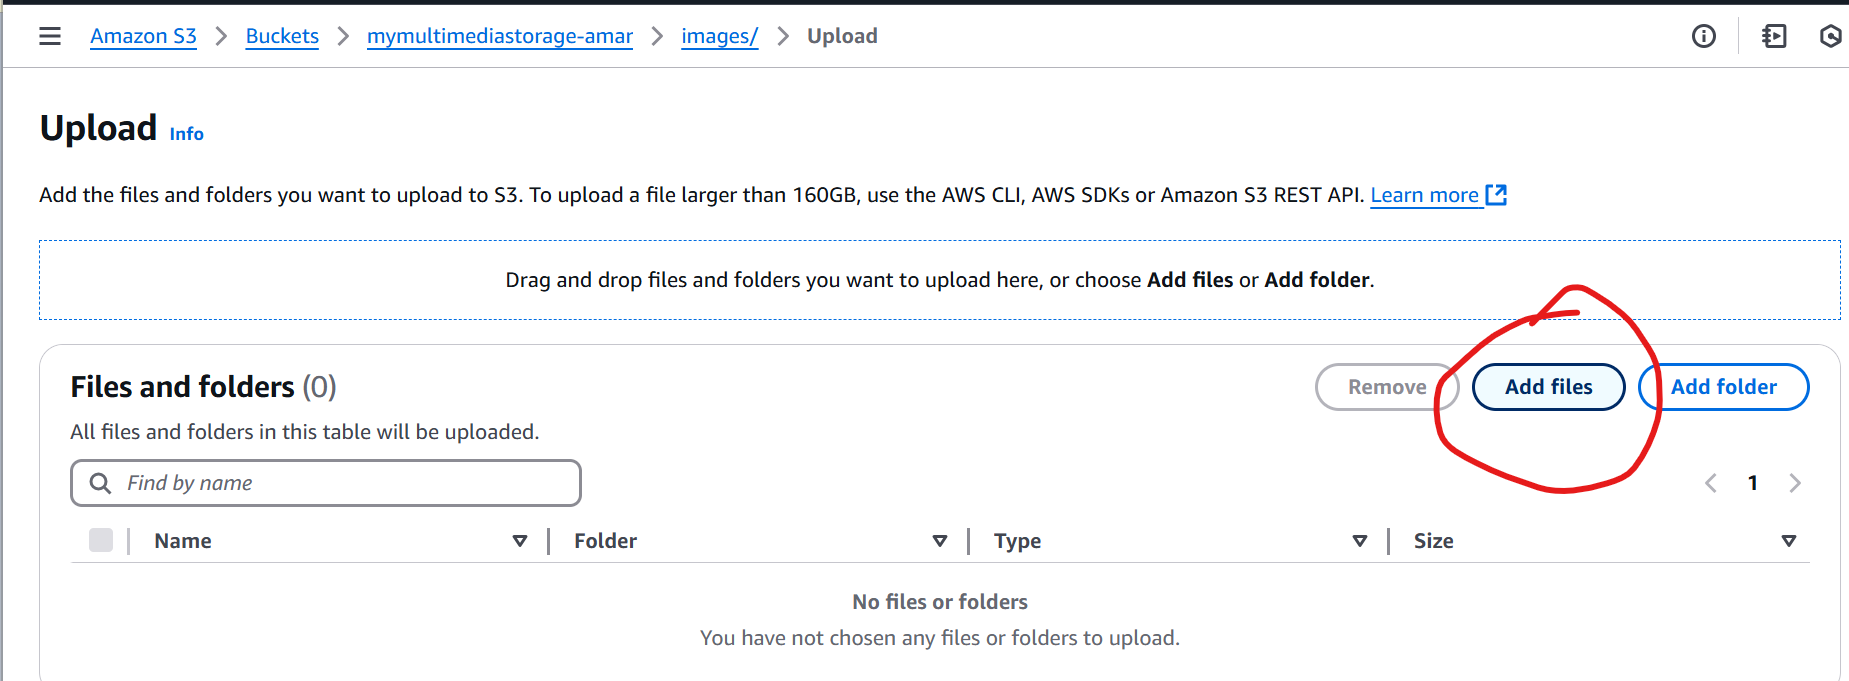 Amazon S3 > Buckets > mymultimediastorage-amar > images/ > Upload
Upload Info
Add the files and folders you want to upload to S3. To upload a file larger than 160GB, use the AWS CLI, AWS SDKs or Amazon S3 REST API. Learn more
Drag and drop files and folders you want to upload here, or choose Add files or Add folder.
Files and folders (0)
Remove Add files Add folder
All files and folders in this table will be uploaded.
Find by name
1
Name Folder Type Size
No files or folders
You have not chosen any files or folders to upload.